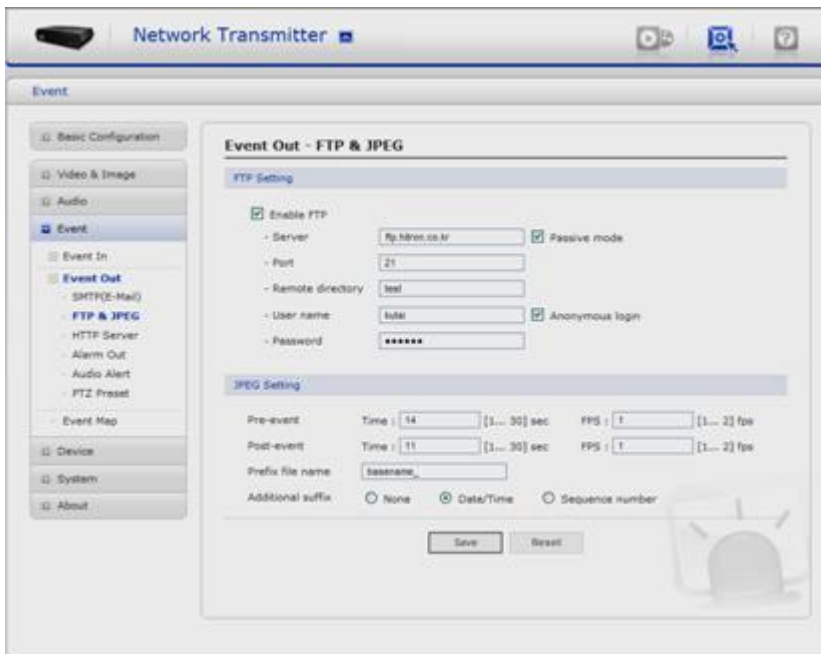 Network Transmitter
Event
Basic Configuration
Video & Image
Audio
Event
Event In
Event Out
SMTP(E-Mail)
FTP & JPEG
HTTP Server
Alarm Out
Audio Alert
PTZ Preset
Event Map
Device
System
About
Event Out - FTP & JPEG
FTP Setting
Enable FTP
- Server Passive mode
- Port 21
- Remote directory test
- User name Anonymous login
- Password ●●●●●●
JPEG Setting
Pre-event Time : 14 [1... 30] sec FPS : 1 [1... 2] fps
Post-event Time : 11 [1... 30] sec FPS : 1 [1... 2] fps
Prefix file name basename_
Additional suffix None Date/Time Sequence number
Save Reset